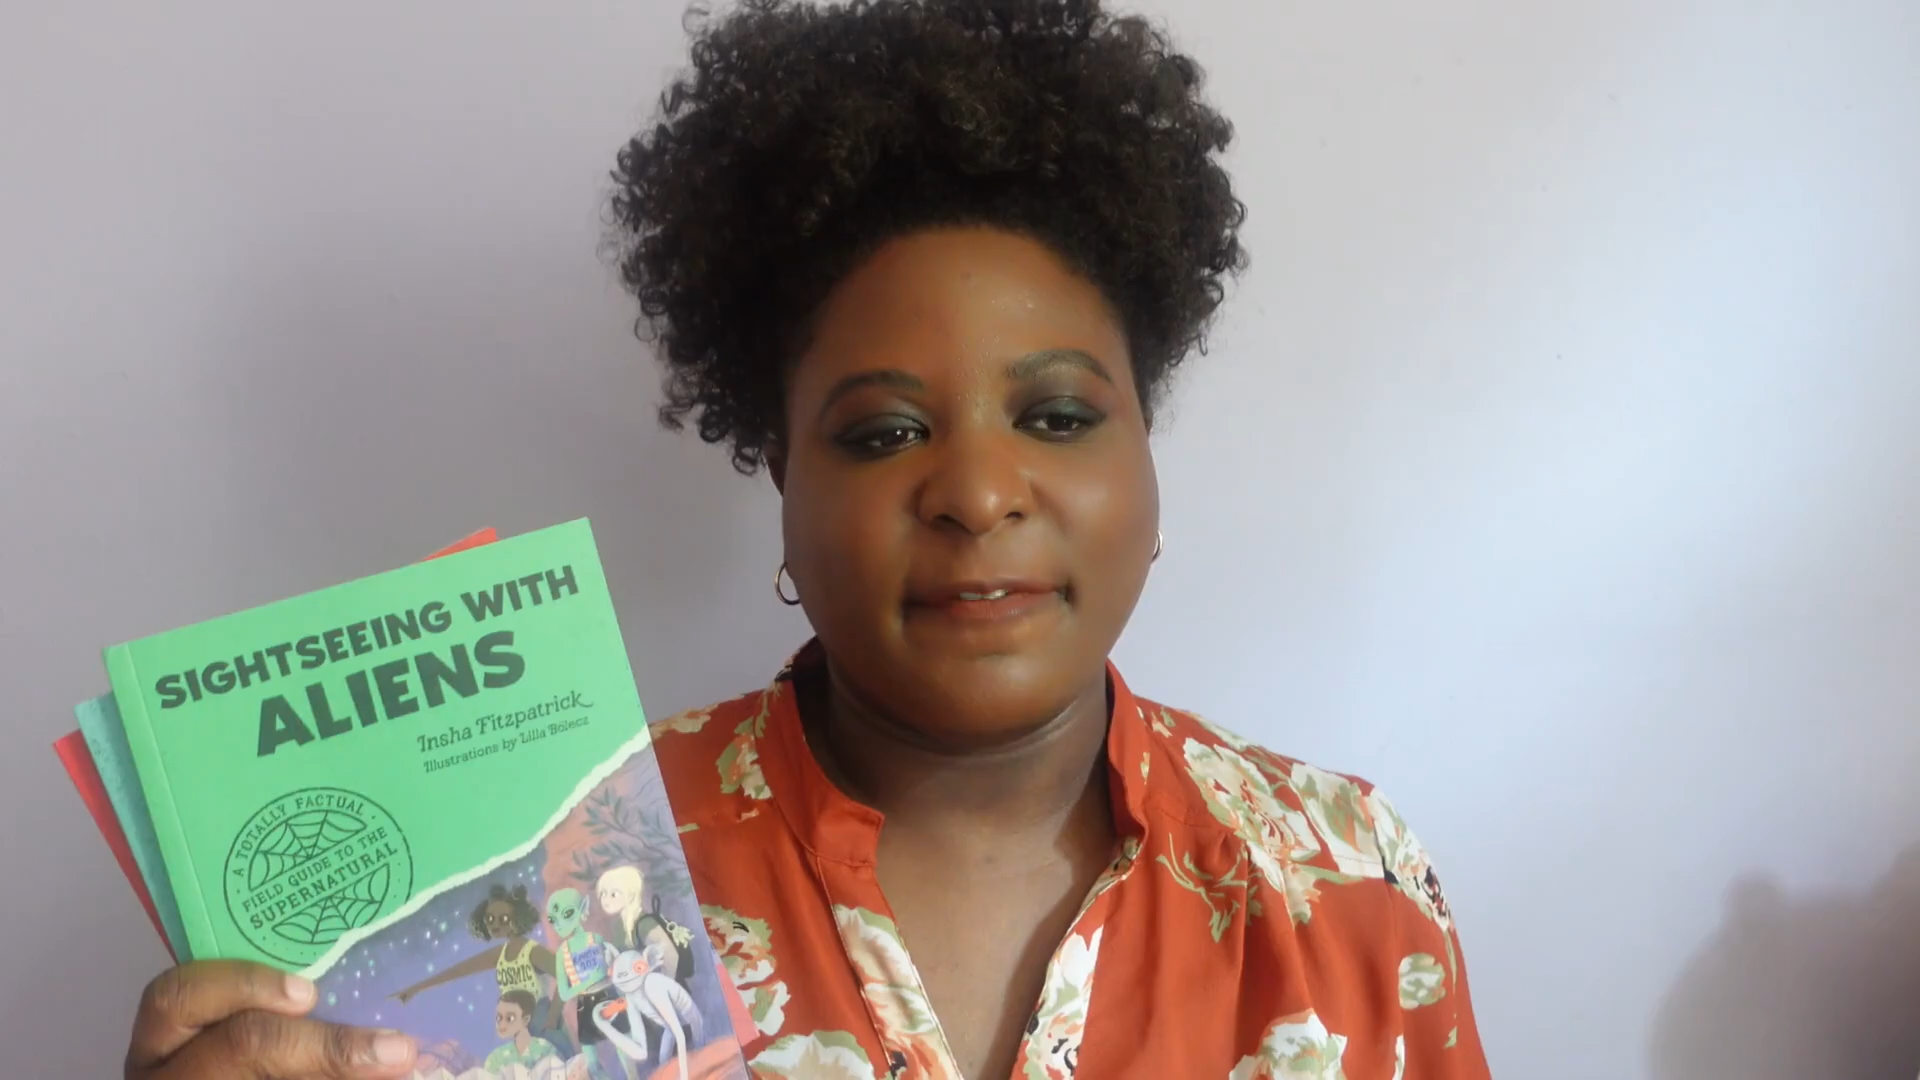 SIGHTSEEING WITH
ALIENS
Insha Fitzpatrick
Illustrations by Lilla Bölecz
A TOTALLY FACTUAL
FIELD GUIDE TO THE
SUPERNATURAL
COSMIC